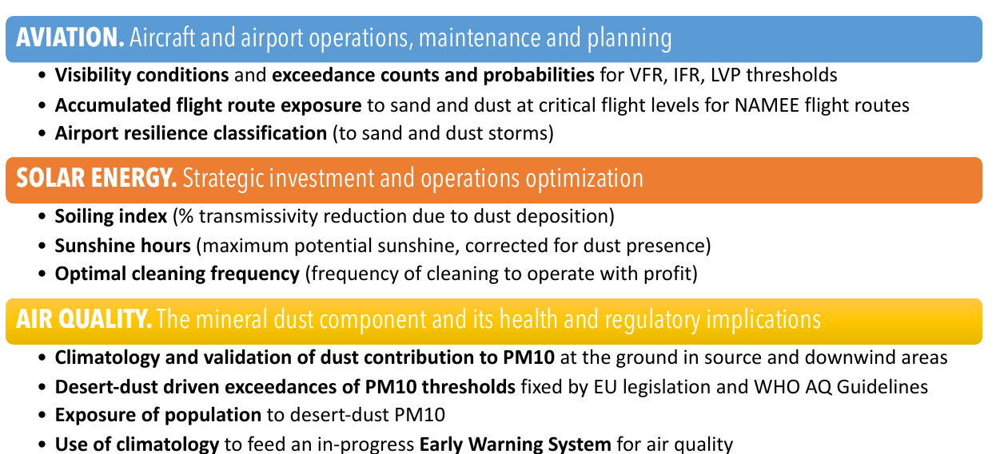 AVIATION. Aircraft and airport operations, maintenance and planning
• Visibility conditions and exceedance counts and probabilities for VFR, IFR, LVP thresholds
• Accumulated flight route exposure to sand and dust at critical flight levels for NAMEE flight routes
• Airport resilience classification (to sand and dust storms)
SOLAR ENERGY. Strategic investment and operations optimization
• Soiling index (% transmissivity reduction due to dust deposition)
• Sunshine hours (maximum potential sunshine, corrected for dust presence)
• Optimal cleaning frequency (frequency of cleaning to operate with profit)
AIR QUALITY. The mineral dust component and its health and regulatory implications
• Climatology and validation of dust contribution to PM10 at the ground in source and downwind areas
• Desert-dust driven exceedances of PM10 thresholds fixed by EU legislation and WHO AQ Guidelines
• Exposure of population to desert-dust PM10
• Use of climatology to feed an in-progress Early Warning System for air quality